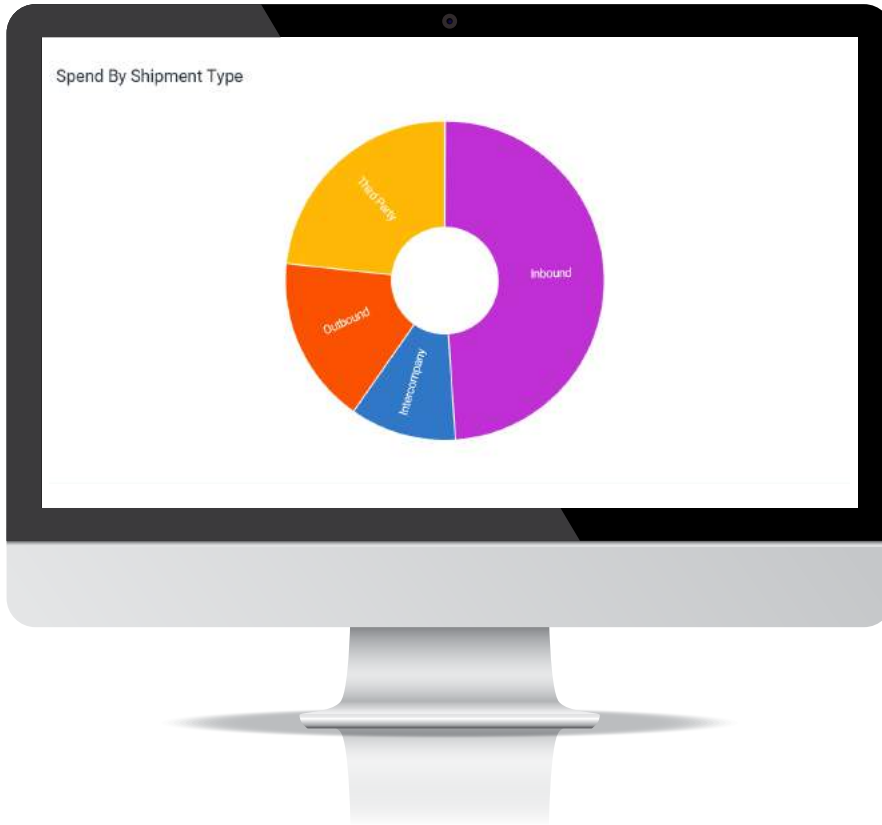 Spend By Shipment Type
Third Party
Inbound
Outbound
Intercompany